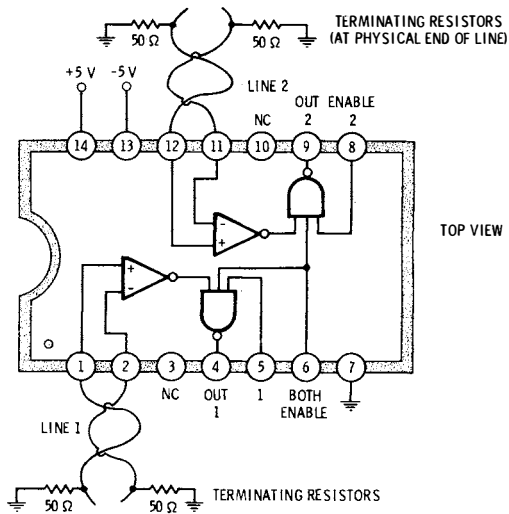 50 Ω
50 Ω
TERMINATING RESISTORS
(AT PHYSICAL END OF LINE)
+5 V
-5 V
LINE 2
NC
OUT
2
ENABLE
2
14
13
12
11
10
9
8
-
+
TOP VIEW
+
-
1
2
3
4
5
6
7
NC
OUT
1
1
BOTH
ENABLE
LINE 1
50 Ω
50 Ω
TERMINATING RESISTORS